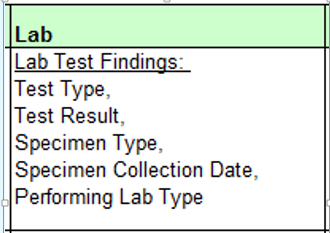 Lab
Lab Test Findings:
Test Type,
Test Result,
Specimen Type,
Specimen Collection Date,
Performing Lab Type